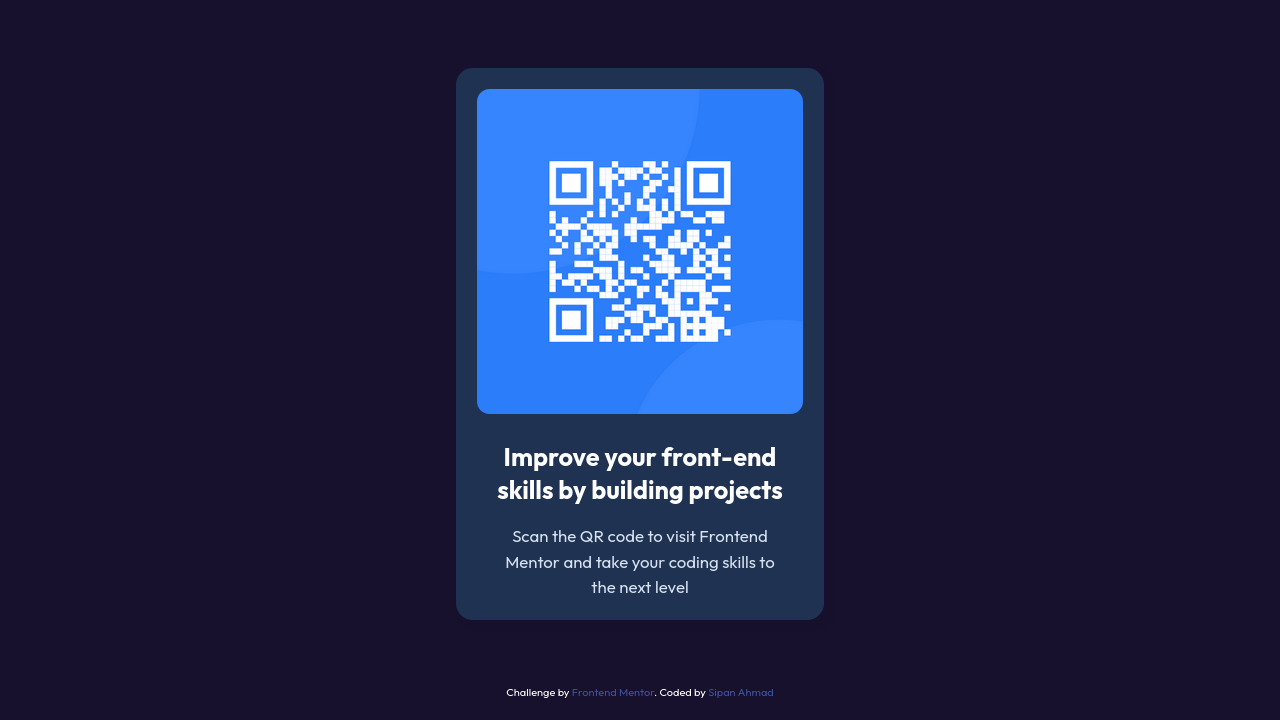 Improve your front-end
skills by building projects
Scan the QR code to visit Frontend
Mentor and take your coding skills to
the next level
Challenge by Frontend Mentor. Coded by Sipan Ahmad